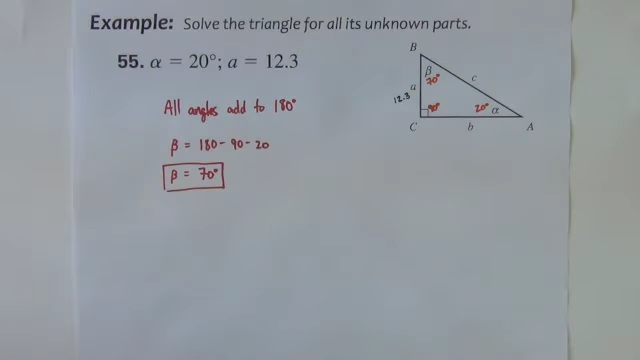 Example: Solve the triangle for all its unknown parts.
55. α = 20°; a = 12.3
B
β
70°
a
c
12.3
90°
20°
α
C
b
A
All angles add to 180°
β = 180 - 90 - 20
β = 70°